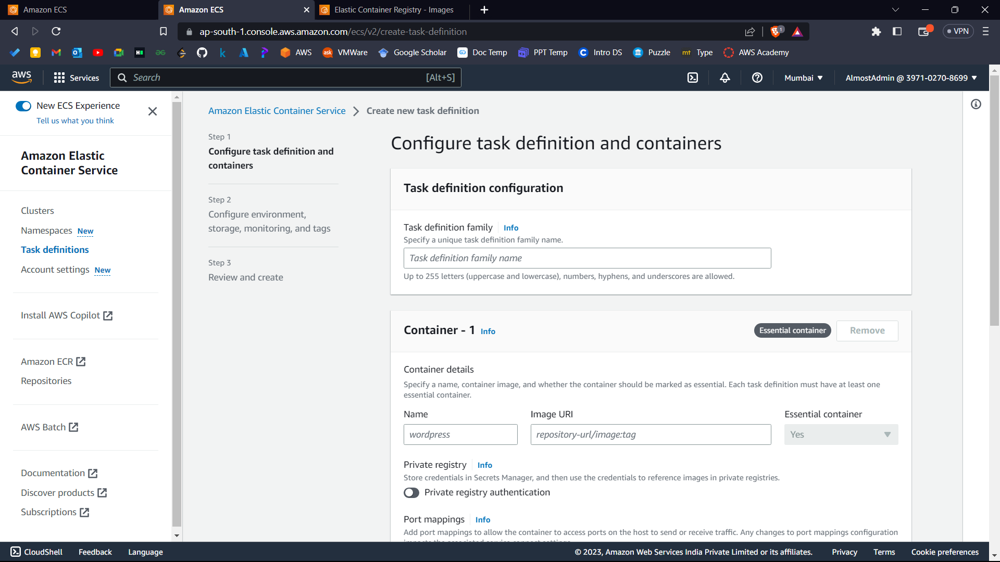 Amazon ECS
Amazon ECS
Elastic Container Registry - Images
ap-south-1.console.aws.amazon.com/ecs/v2/create-task-definition
1
VPN
AWS
VMWare
Google Scholar
Doc Temp
PPT Temp
Intro DS
Puzzle
mt
Type
AWS Academy
aws
Services
Search
[Alt+S]
Mumbai
AlmostAdmin @ 3971-0270-8699
New ECS Experience
Tell us what you think
Amazon Elastic
Container Service
Clusters
Namespaces New
Task definitions
Account settings New
Install AWS Copilot
Amazon ECR
Repositories
AWS Batch
Documentation
Discover products
Subscriptions
Amazon Elastic Container Service
Create new task definition
Step 1
Configure task definition and
containers
Step 2
Configure environment,
storage, monitoring, and tags
Step 3
Review and create
Configure task definition and containers
Task definition configuration
Task definition family Info
Specify a unique task definition family name.
Task definition family name
Up to 255 letters (uppercase and lowercase), numbers, hyphens, and underscores are allowed.
Container - 1 Info
Essential container
Remove
Container details
Specify a name, container image, and whether the container should be marked as essential. Each task definition must have at least one
essential container.
Name
Image URI
Essential container
wordpress
repository-url/image:tag
Yes
Private registry Info
Store credentials in Secrets Manager, and then use the credentials to reference images in private registries.
Private registry authentication
Port mappings Info
Add port mappings to allow the container to access ports on the host to send or receive traffic. Any changes to port mappings configuration
CloudShell
Feedback
Language
© 2023, Amazon Web Services India Private Limited or its affiliates.
Privacy
Terms
Cookie preferences